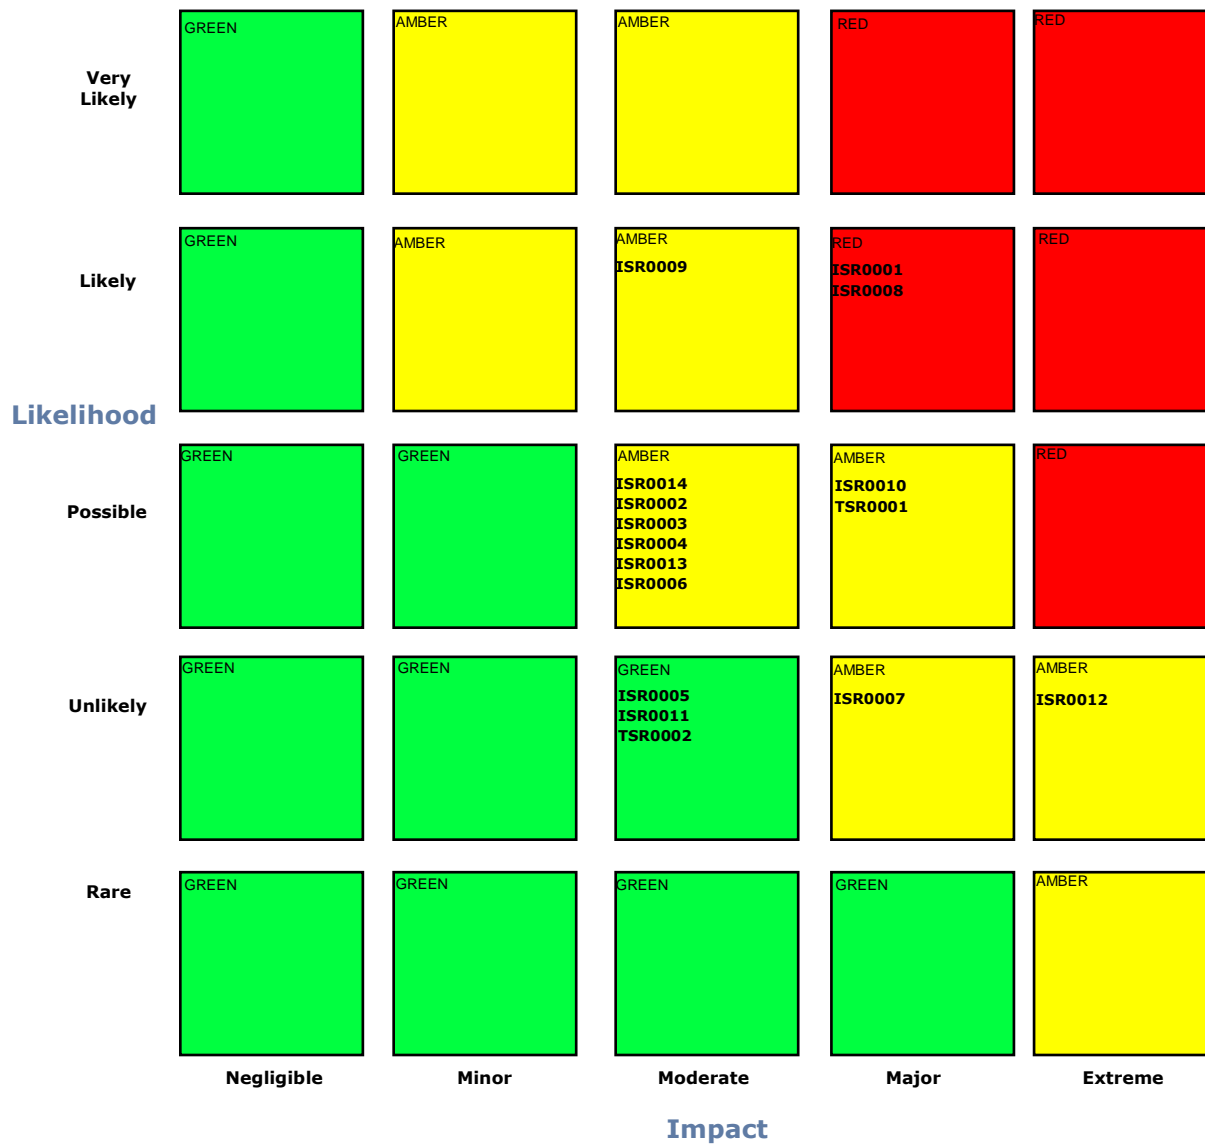 GREEN
AMBER
AMBER
RED
RED
Very
Likely
GREEN
AMBER
AMBER
ISR0009
RED
ISR0001
ISR0008
RED
Likely
Likelihood
GREEN
GREEN
AMBER
ISR0014
ISR0002
ISR0003
ISR0004
ISR0013
ISR0006
AMBER
ISR0010
TSR0001
RED
Possible
GREEN
GREEN
GREEN
ISR0005
ISR0011
TSR0002
AMBER
ISR0007
AMBER
ISR0012
Unlikely
GREEN
GREEN
GREEN
GREEN
AMBER
Rare
Negligible
Minor
Moderate
Major
Extreme
Impact